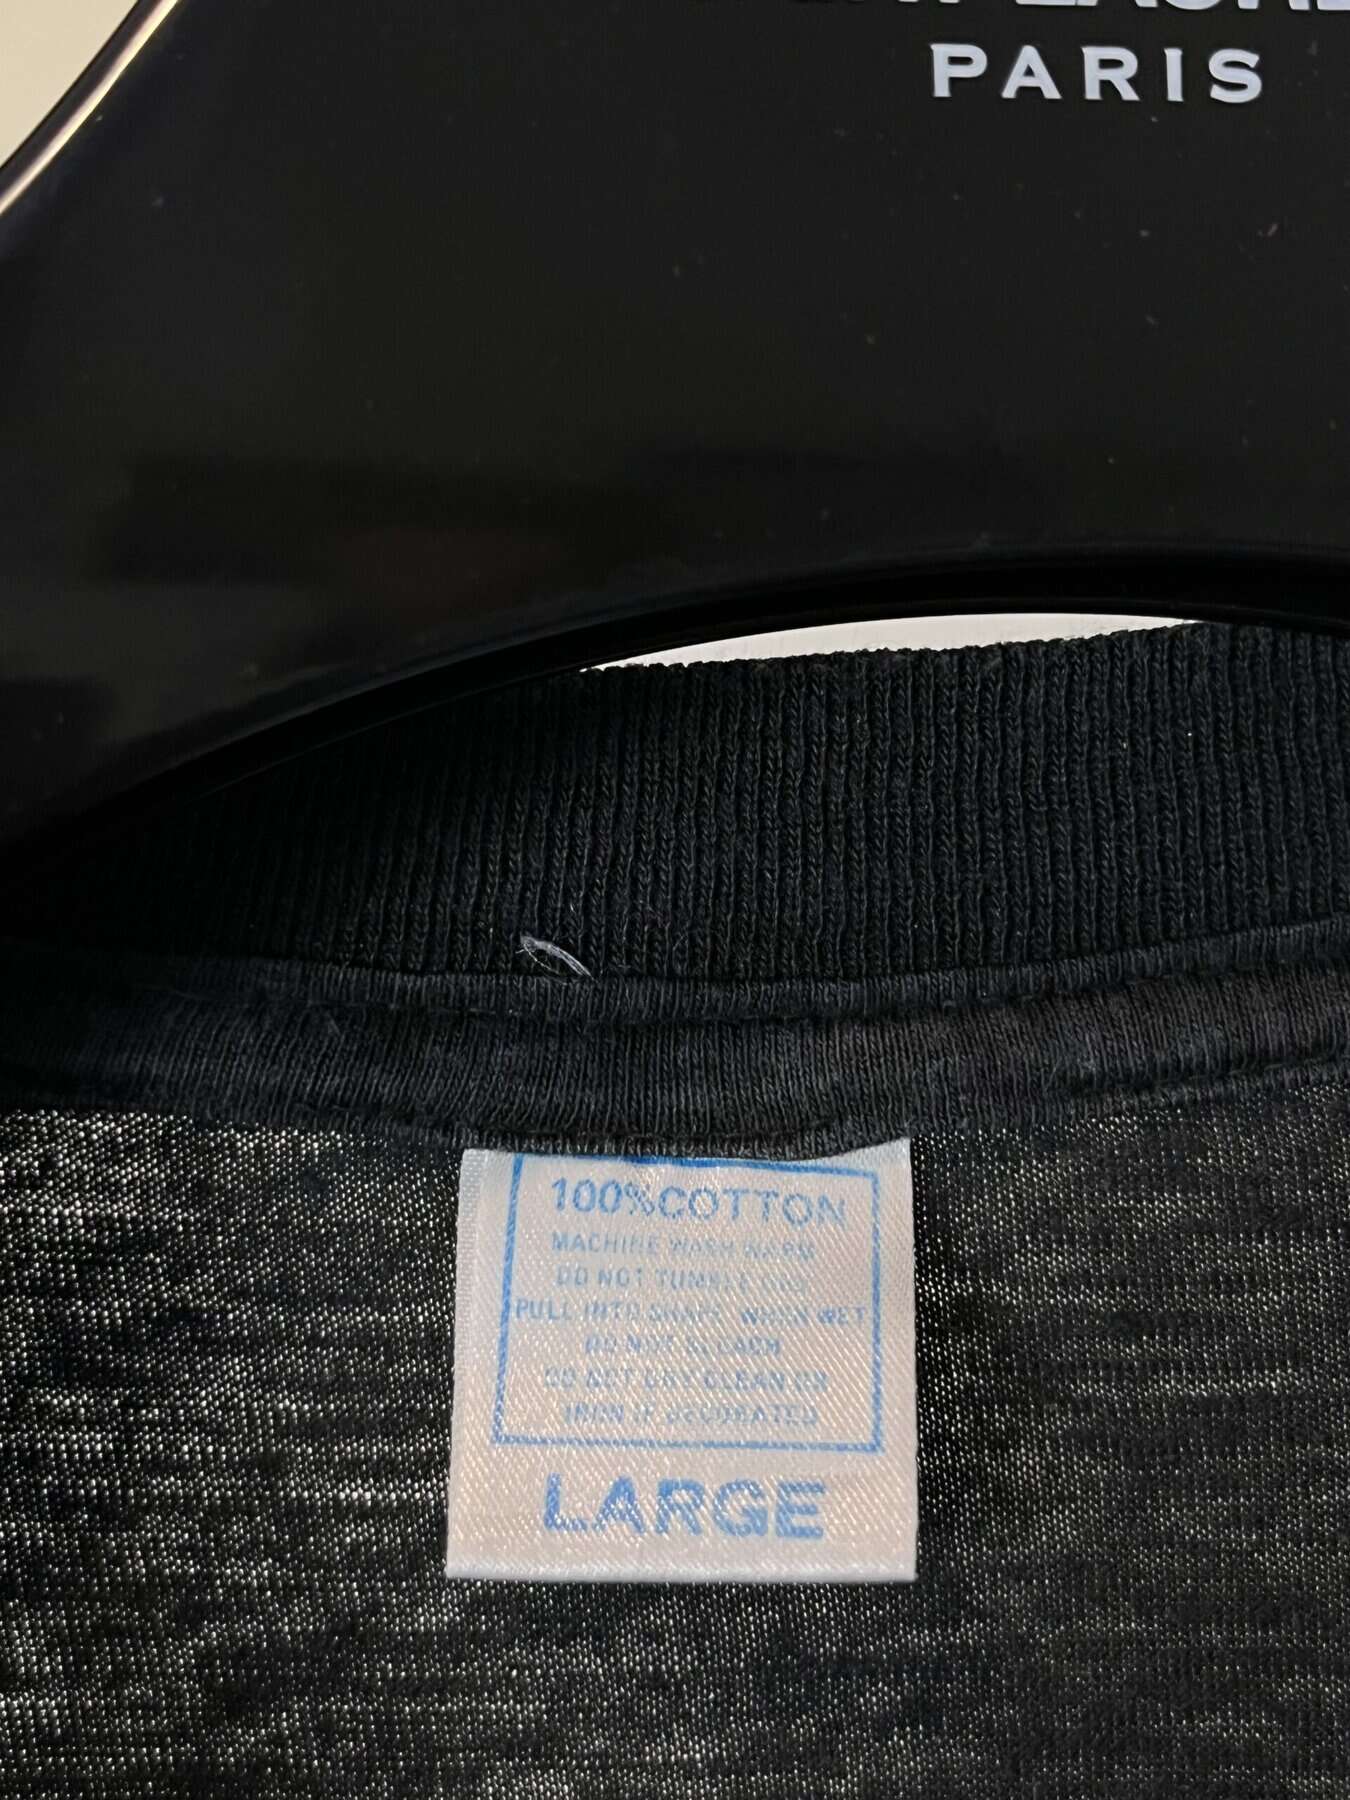 PARIS
100%COTTON
MACHINE WASH WARM
DO NOT TUMBLE DRY
PULL INTO SHAPE WHEN WET
DO NOT BLEACH
DO NOT DRY CLEAN OR
IRON IF DECORATED
LARGE